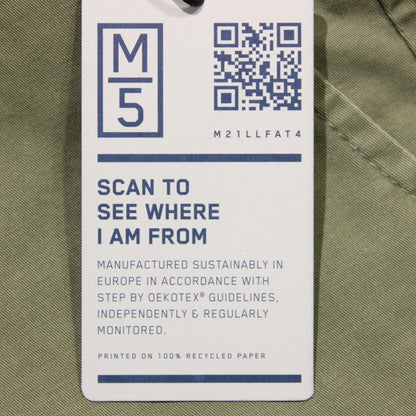 M
5
M21LLFAT4
SCAN TO
SEE WHERE
I AM FROM
MANUFACTURED SUSTAINABLY IN
EUROPE IN ACCORDANCE WITH
STEP BY OEKOTEX® GUIDELINES,
INDEPENDENTLY & REGULARLY
MONITORED.
PRINTED ON 100% RECYCLED PAPER